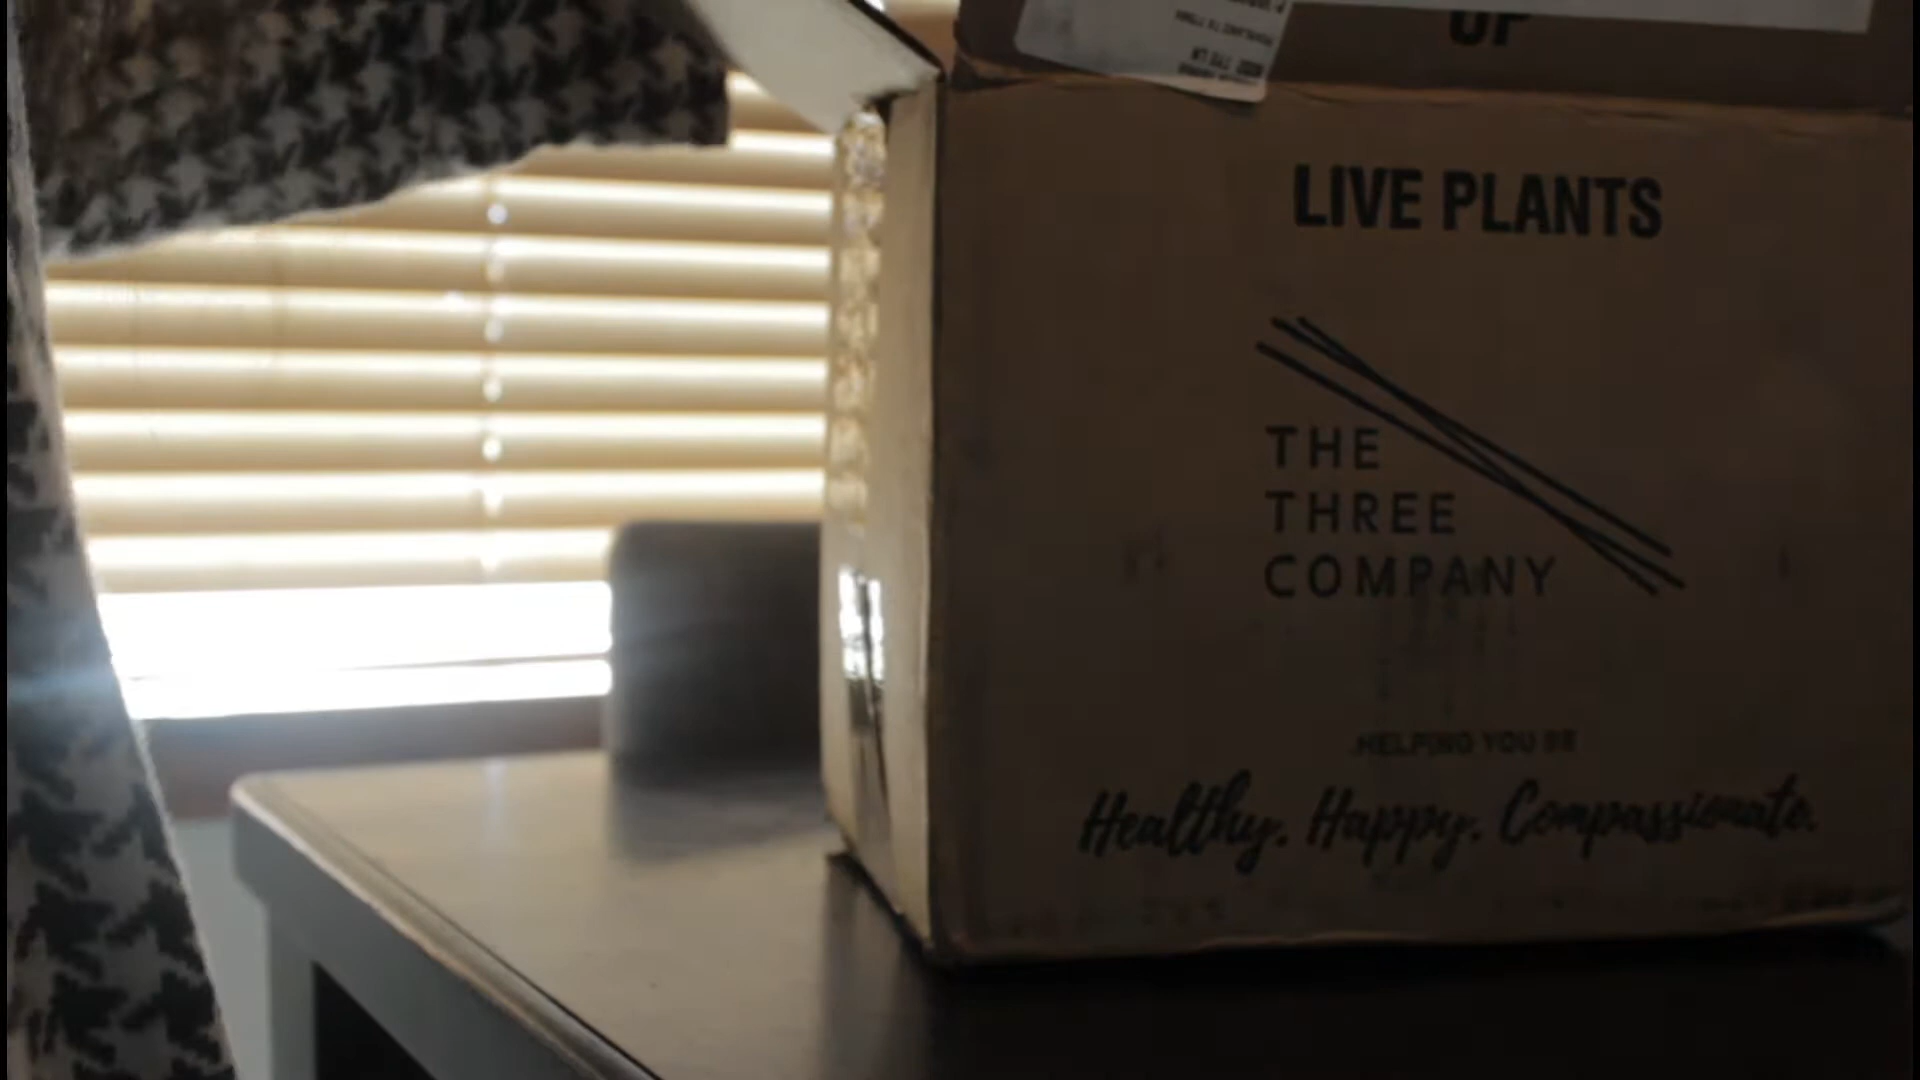 UP
LIVE PLANTS
THE
THREE
COMPANY
HELPING YOU BE
Healthy. Happy. Compassionate.